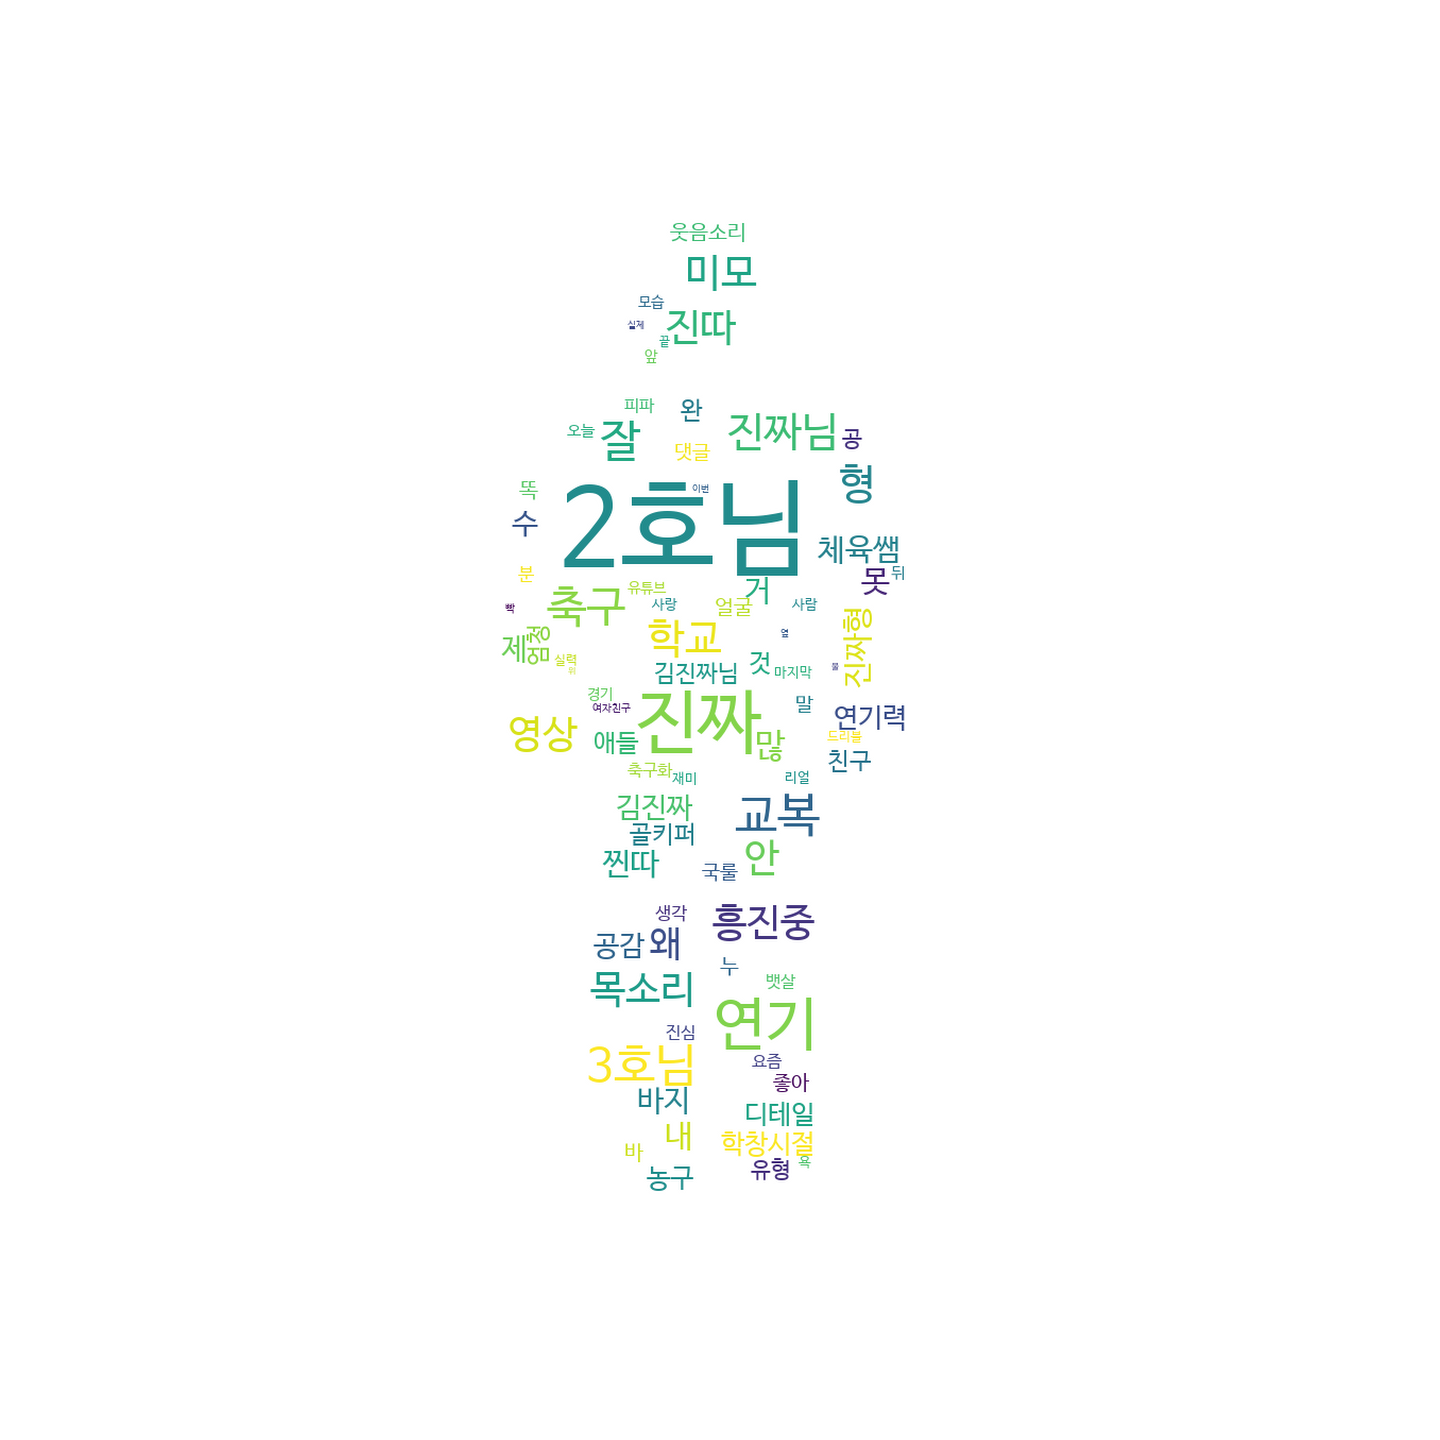 웃음소리
미모
모습
실제
진따
끝
앞
피파
완
오늘
잘
댓글
진짜님
공
형
똑
이번
2호님
수
체육쌤
분
못
뒤
축구
유튜브
거
사랑
얼굴
사람
진짜형
제
엄청
학교
옆
실력
김진짜님
것
마지막
경기
여자친구
진짜
말
연기력
영상
애들
많
드리블
친구
축구화
재미
리얼
김진짜
교복
골키퍼
찐따
국룰
안
생각
흥진중
공감
왜
누
목소리
뱃살
연기
진심
3호님
요즘
좋아
바지
디테일
내
학창시절
바
유형
욕
농구